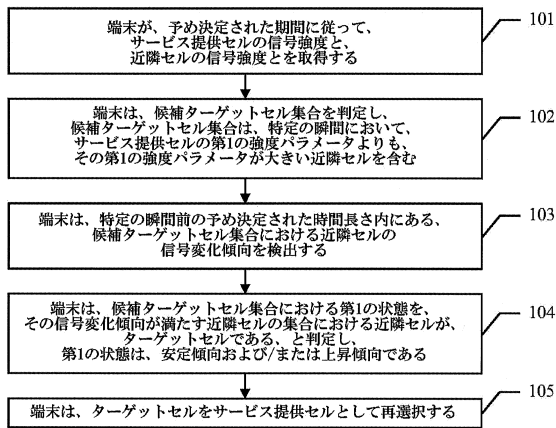 端末が、予め決定された期間に従って、
サービス提供セルの信号強度と、
近隣セルの信号強度とを取得する
101
端末は、候補ターゲットセル集合を判定し、
候補ターゲットセル集合は、特定の瞬間において、
サービス提供セルの第1の強度パラメータよりも、
その第1の強度パラメータが大きい近隣セルを含む
102
端末は、特定の瞬間前の予め決定された時間長さ内にある、
候補ターゲットセル集合における近隣セルの
信号変化傾向を検出する
103
端末は、候補ターゲットセル集合における第1の状態を、
その信号変化傾向が満たす近隣セルの集合における近隣セルが、
ターゲットセルである、と判定し、
第1の状態は、安定傾向および/または上昇傾向である
104
端末は、ターゲットセルをサービス提供セルとして再選択する
105